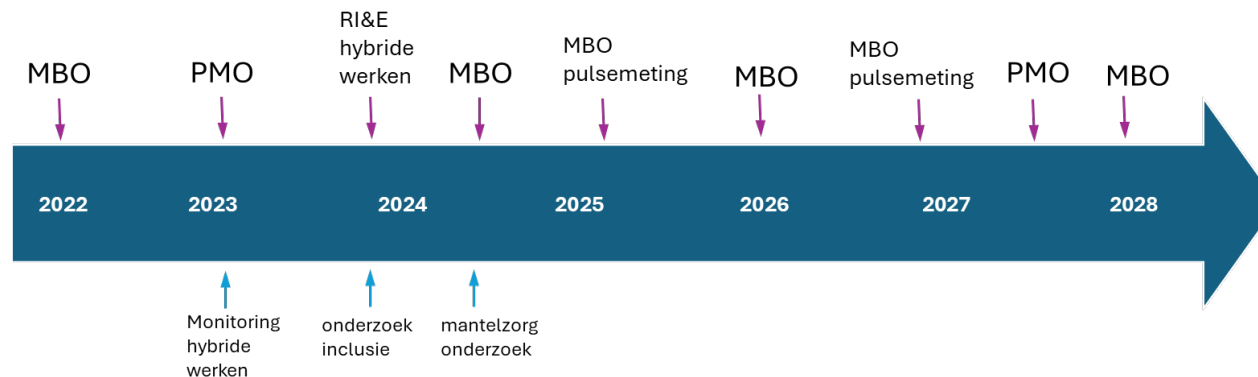 RI&E
hybride
werken
MBO
PMO
MBO
MBO
pulsemeting
MBO
MBO
pulsemeting
PMO
MBO
2022
2023
2024
2025
2026
2027
2028
Monitoring
hybride
werken
onderzoek
inclusie
mantelzorg
onderzoek